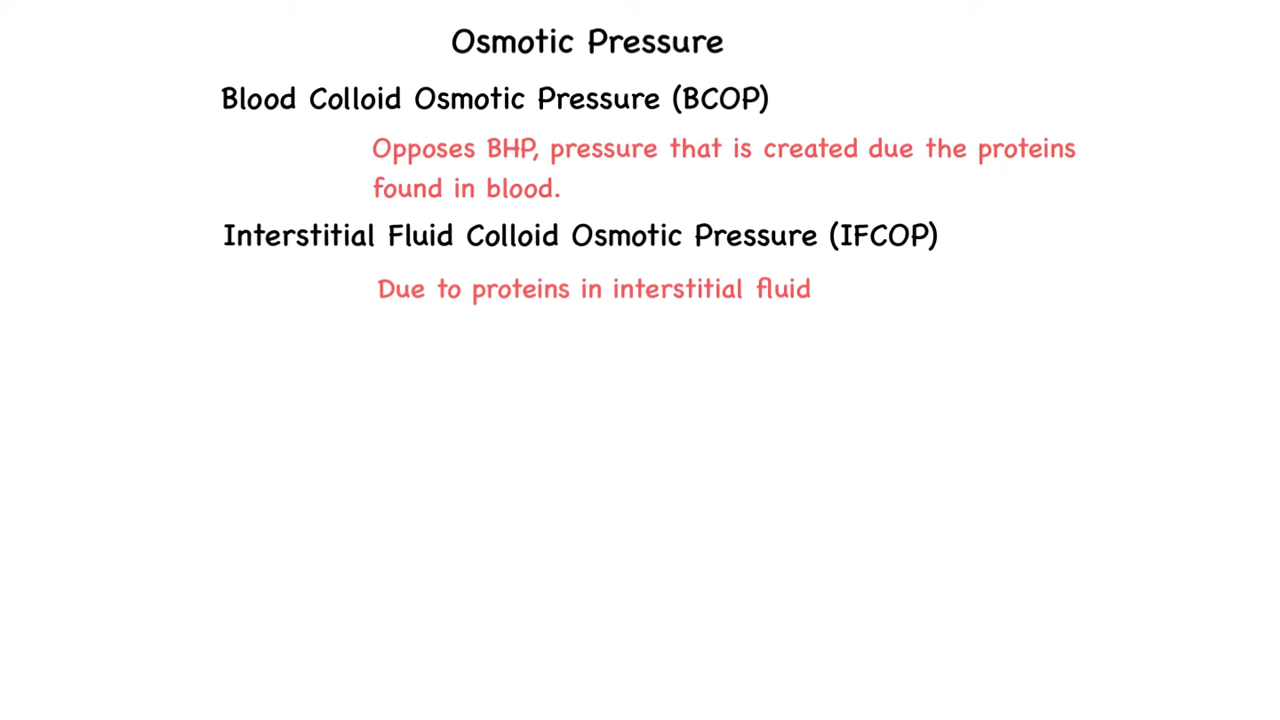 Osmotic Pressure
Blood Colloid Osmotic Pressure (BCOP)
Opposes BHP, pressure that is created due the proteins
found in blood.
Interstitial Fluid Colloid Osmotic Pressure (IFCOP)
Due to proteins in interstitial fluid